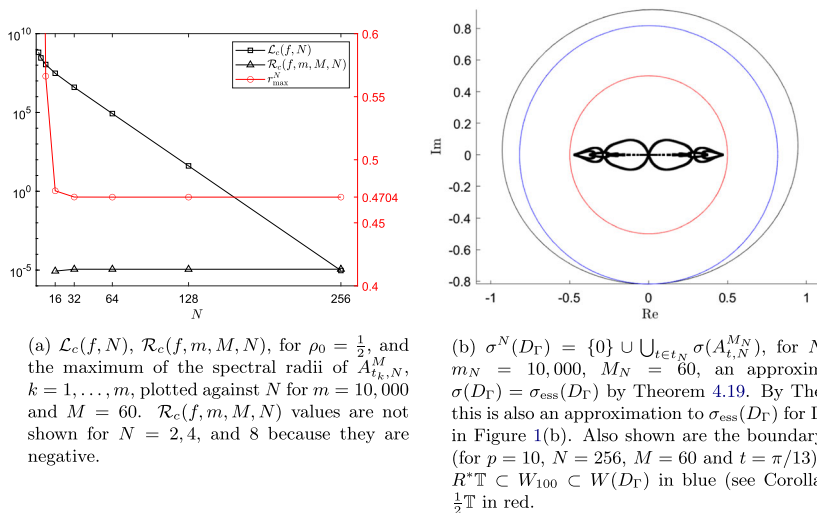 10^10
10^5
10^0
10^-5
16 32 64 128 256
N
0.6
0.55
0.5
0.4704
0.45
0.4
L_c(f, N)
R_c(f, m, M, N)
r^N_max
0.8
0.6
0.4
0.2
0
0.2
0.4
0.6
0.8
Im
-1 -0.5 0 0.5 1
Re
(a) L_c(f, N), R_c(f, m, M, N), for ρ_0 = 1/2, and
the maximum of the spectral radii of A^M_{t_k,N},
k = 1, . . . , m, plotted against N for m = 10,000
and M = 60. R_c(f, m, M, N) values are not
shown for N = 2, 4, and 8 because they are
negative.
(b) σ^N(D_Γ) = {0} ∪ ⋃_{t∈t_N} σ(A^{M_N}_{t,N}), for
m_N = 10,000, M_N = 60, an
σ(D_Γ) = σ_ess(D_Γ) by Theorem 4.19. By
this is also an approximation to σ_ess(D_Γ) for
in Figure 1(b). Also shown are the
(for p = 10, N = 256, M = 60 and t = π/13)
R*𝕋 ⊂ W_100 ⊂ W(D_Γ) in blue (see
1/2𝕋 in red.